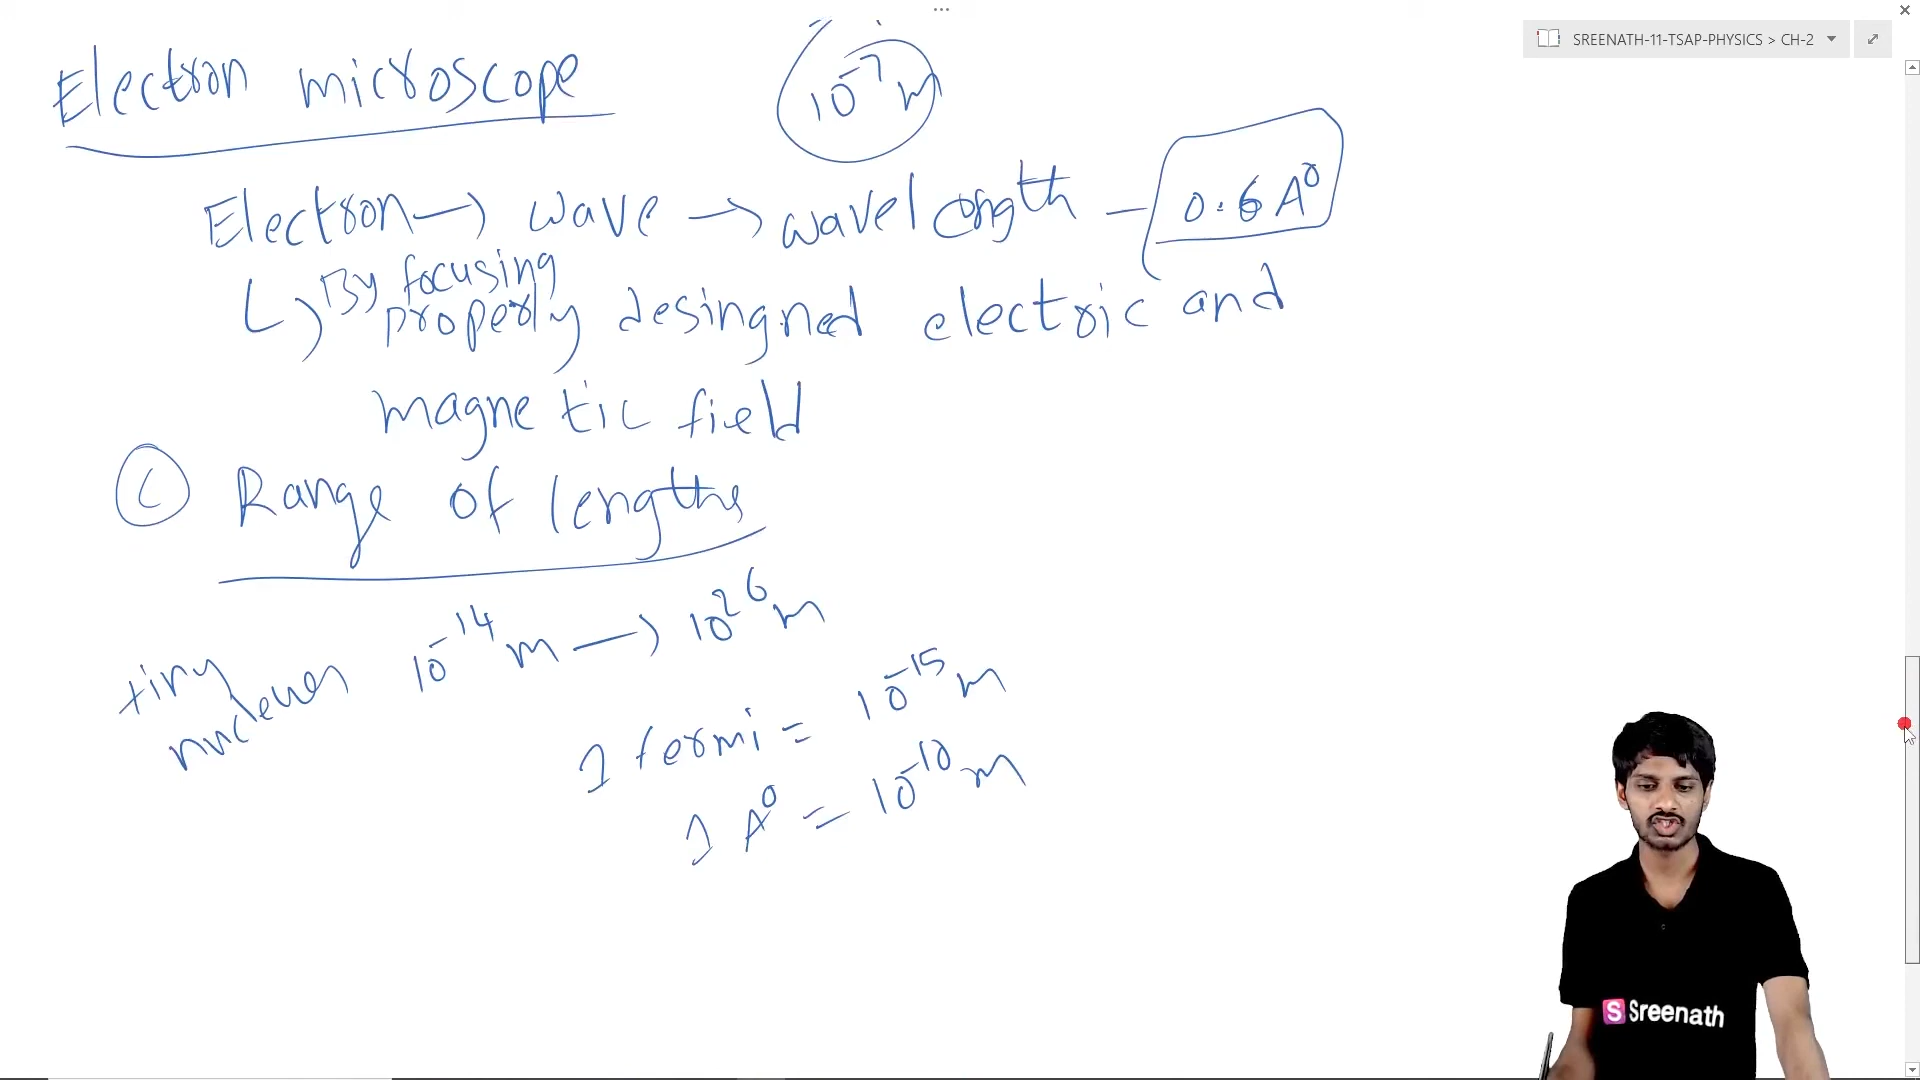 SREENATH-11-TSAP-PHYSICS > CH-2
Electron microscope
10⁻⁷ m
Electron → wave → wavelength – 0.6 A⁰
↳ By focusing
properly desingned electric and
magnetic field
(c) Range of lengths
tiny
10⁻¹⁴ m → 10²⁶ m
1 fermi = 10⁻¹⁵ m
1 A⁰ = 10⁻¹⁰ m
S Sreenath